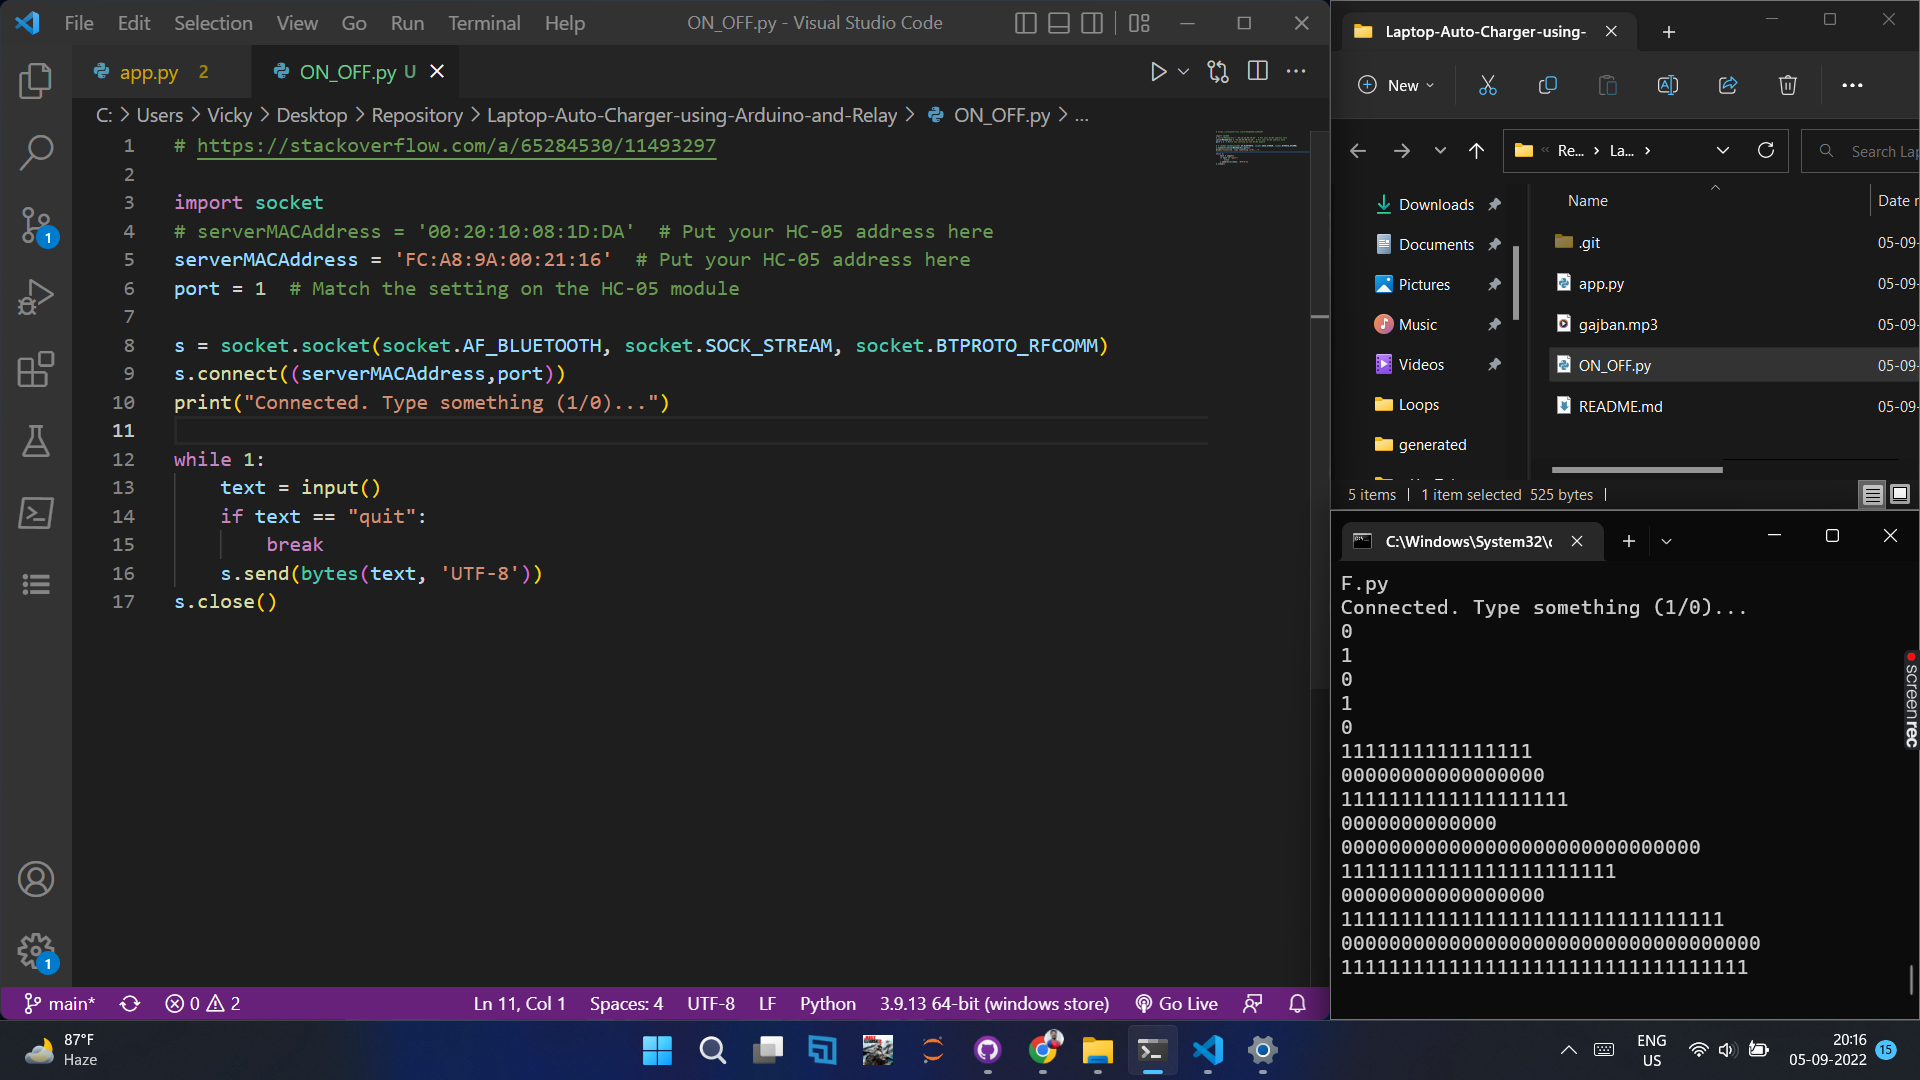 File Edit Selection View Go Run Terminal Help
ON_OFF.py - Visual Studio Code
app.py 2
ON_OFF.py U
C: > Users > Vicky > Desktop > Repository > Laptop-Auto-Charger-using-Arduino-and-Relay > ON_OFF.py > ...
1 # https://stackoverflow.com/a/65284530/11493297
2
3 import socket
4 # serverMACAddress = '00:20:10:08:1D:DA'  # Put your HC-05 address here
5 serverMACAddress = 'FC:A8:9A:00:21:16'  # Put your HC-05 address here
6 port = 1  # Match the setting on the HC-05 module
7
8 s = socket.socket(socket.AF_BLUETOOTH, socket.SOCK_STREAM, socket.BTPROTO_RFCOMM)
9 s.connect((serverMACAddress,port))
10 print("Connected. Type something (1/0)...")
11
12 while 1:
13     text = input()
14     if text == "quit":
15         break
16     s.send(bytes(text, 'UTF-8'))
17 s.close()
1
1
main* 0 2
Ln 11, Col 1 Spaces: 4 UTF-8 LF Python 3.9.13 64-bit (windows store) Go Live
Laptop-Auto-Charger-using-
New
Re... > La... >
Search Lap
Downloads
Documents
Pictures
Music
Videos
Loops
generated
Name Date
.git 05-09-
app.py 05-09-
gajban.mp3 05-09-
ON_OFF.py 05-09-
README.md 05-09-
5 items 1 item selected 525 bytes
C:\Windows\System32\c
F.py
Connected. Type something (1/0)...
0
1
0
1
0
1111111111111111
00000000000000000
1111111111111111111
0000000000000
000000000000000000000000000000
11111111111111111111111
00000000000000000
11111111111111111111111111111111
00000000000000000000000000000000000
1111111111111111111111111111111111
screenrec
87°F
Haze
ENG
US
20:16
05-09-2022
15